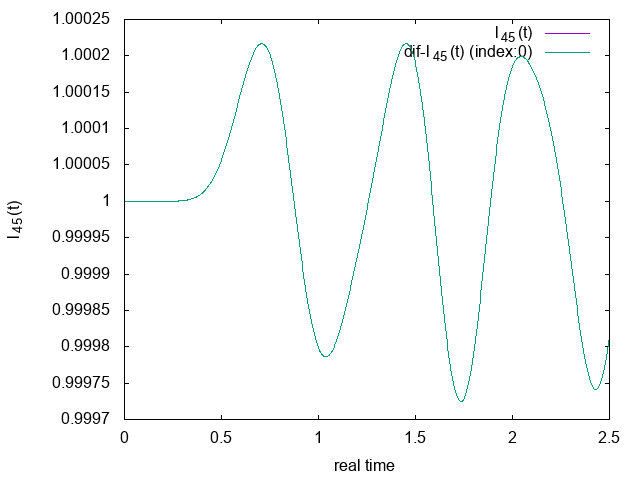 1.00025
I45(t)
1.0002
dif-I45(t) (index:0)
1.00015
1.0001
1.00005
1
I45(t)
0.99995
0.9999
0.99985
0.9998
0.99975
0.9997
0 0.5 1 1.5 2 2.5
real time